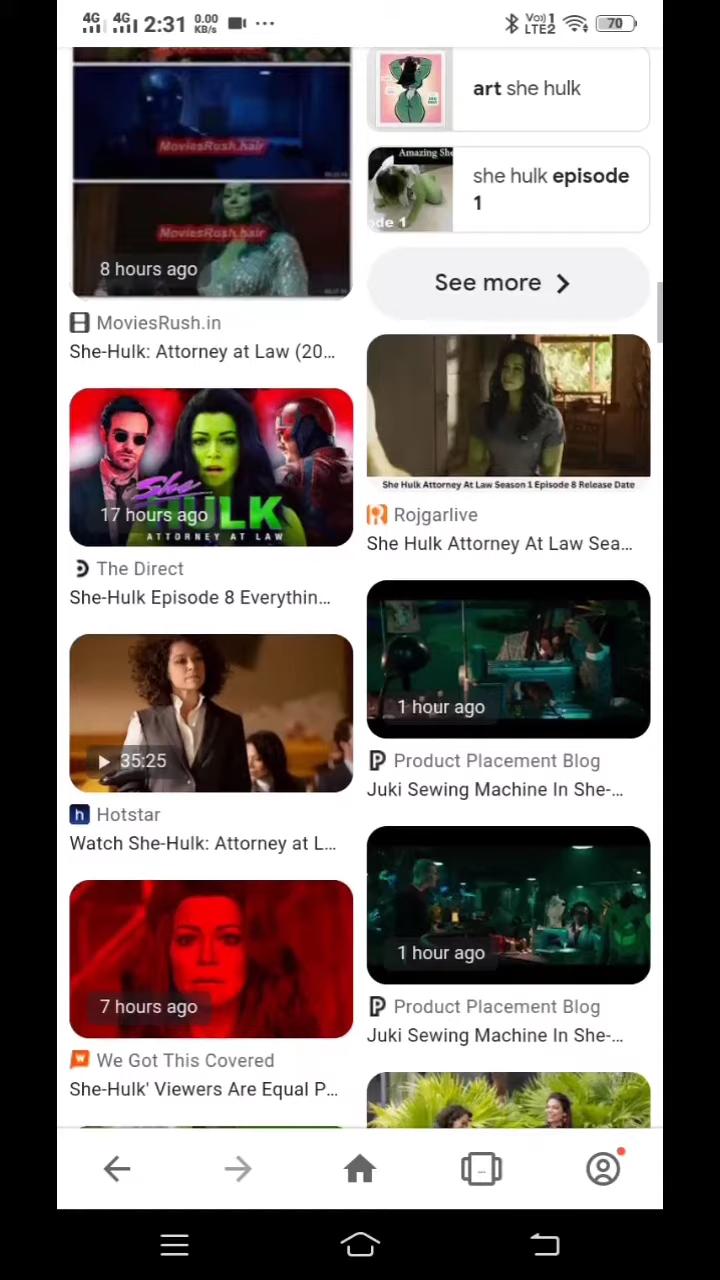 4G 4G 2:31 0.00 KB/s ...
Vo)) 1 LTE2 70
MoviesRush.hair
MoviesRush.hair
8 hours ago
MoviesRush.in
She-Hulk: Attorney at Law (20...
She
HULK
17 hours ago
ATTORNEY AT LAW
The Direct
She-Hulk Episode 8 Everythin...
35:25
h Hotstar
Watch She-Hulk: Attorney at L...
7 hours ago
W We Got This Covered
She-Hulk' Viewers Are Equal P...
art she hulk
Amazing She
de 1
she hulk episode
1
See more
She Hulk Attorney At Law Season 1 Episode 8 Release Date
Rojgarlive
She Hulk Attorney At Law Sea...
1 hour ago
Product Placement Blog
Juki Sewing Machine In She-...
1 hour ago
Product Placement Blog
Juki Sewing Machine In She-...